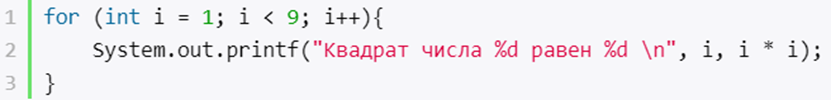 1 for (int i = 1; i < 9; i++){
2 System.out.printf("Квадрат числа %d равен %d \n", i, i * i);
3 }